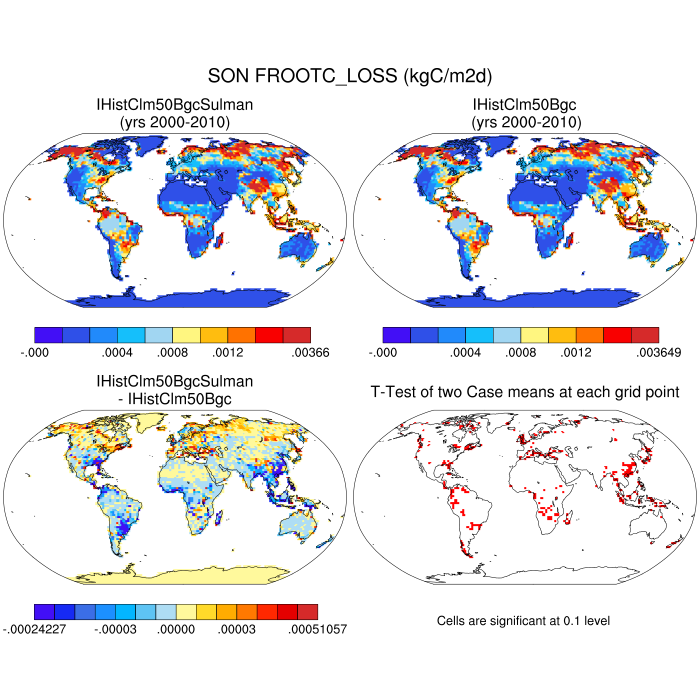 SON FROOTC_LOSS (kgC/m2d)
IHistClm50BgcSulman
(yrs 2000-2010)
IHistClm50Bgc
(yrs 2000-2010)
-.000 .0004 .0008 .0012 .00366
-.000 .0004 .0008 .0012 .003649
IHistClm50BgcSulman
- IHistClm50Bgc
T-Test of two Case means at each grid point
-.00024227 -.00003 .00000 .00003 .00051057
Cells are significant at 0.1 level